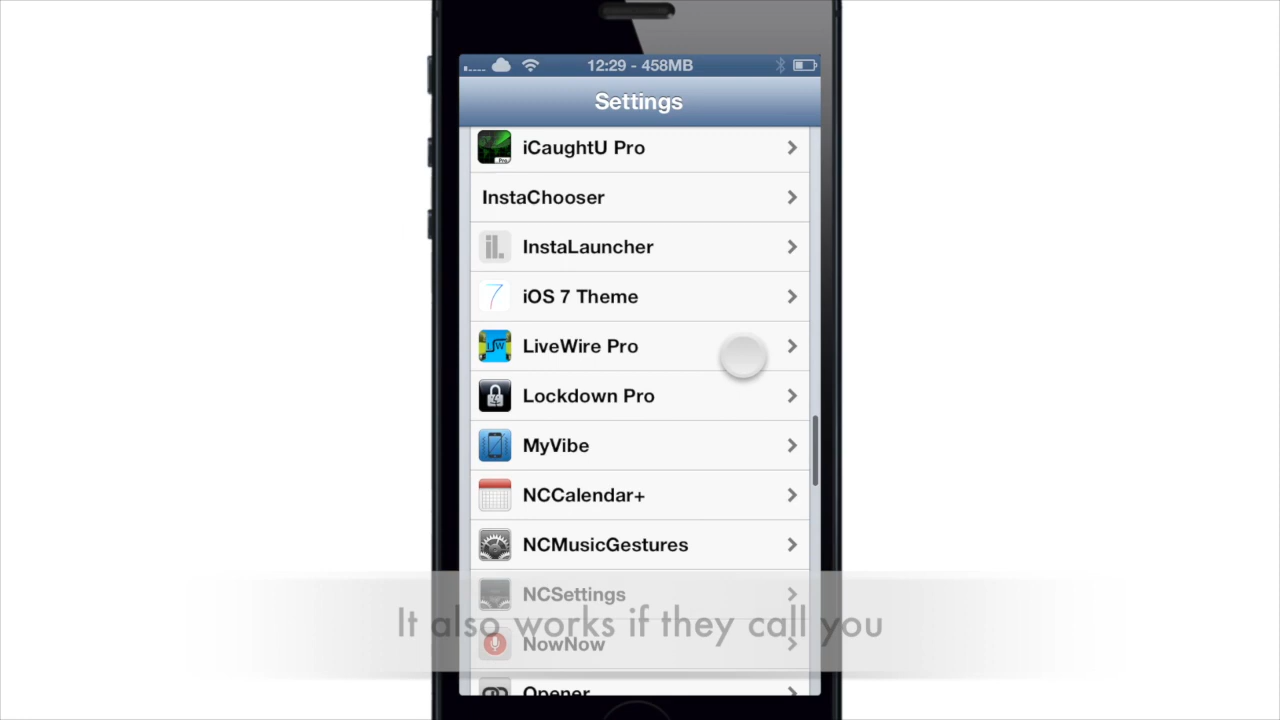 12:29 - 458MB
Settings
iCaughtU Pro
InstaChooser
InstaLauncher
iOS 7 Theme
LiveWire Pro
Lockdown Pro
MyVibe
NCCalendar+
NCMusicGestures
NCSettings
It also works if they call you
NowNow
Opener